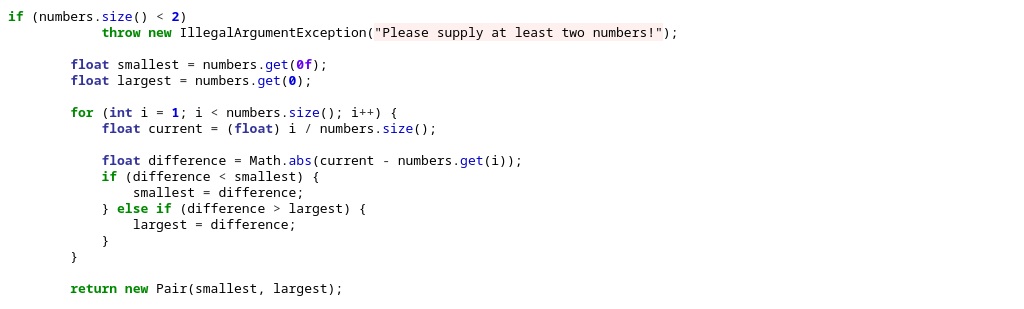 if (numbers.size() < 2)
            throw new IllegalArgumentException("Please supply at least two numbers!");

        float smallest = numbers.get(0f);
        float largest = numbers.get(0);

        for (int i = 1; i < numbers.size(); i++) {
            float current = (float) i / numbers.size();

            float difference = Math.abs(current - numbers.get(i));
            if (difference < smallest) {
                smallest = difference;
            } else if (difference > largest) {
                largest = difference;
            }
        }

        return new Pair(smallest, largest);